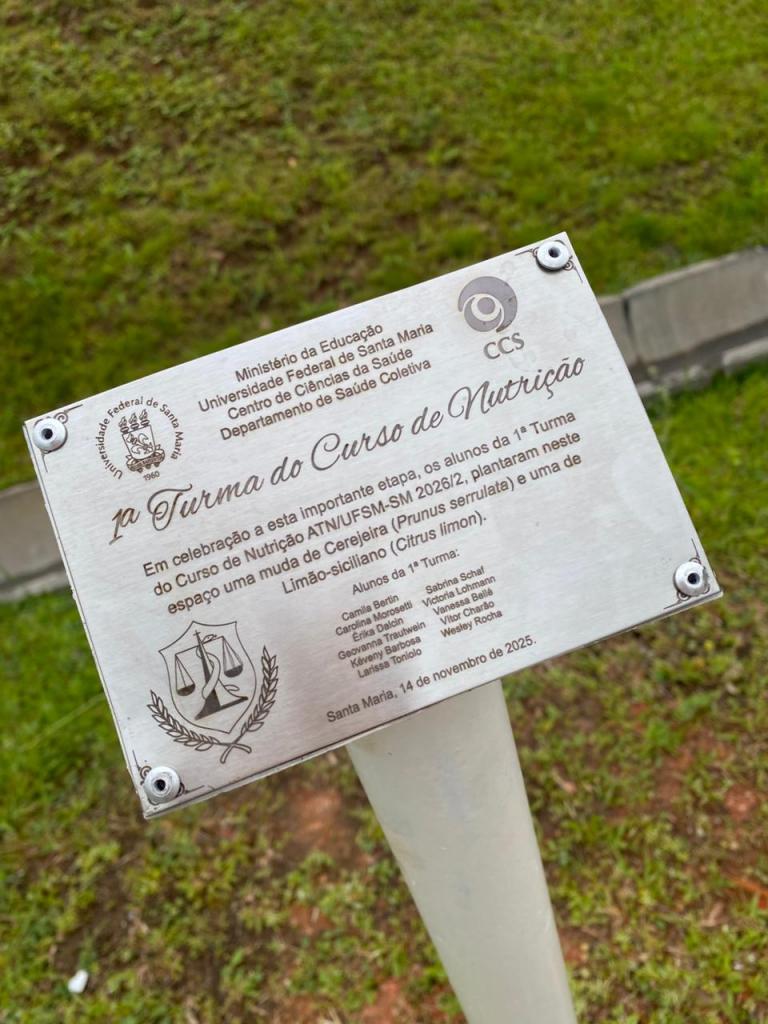 Universidade Federal de Santa Maria
1960
Ministério da Educação
Universidade Federal de Santa Maria
Centro de Ciências da Saúde
Departamento de Saúde Coletiva
CCS
1ª Turma do Curso de Nutrição
Em celebração a esta importante etapa, os alunos da 1ª Turma
do Curso de Nutrição ATN/UFSM-SM 2026/2, plantaram neste
espaço uma muda de Cerejeira (Prunus serrulata) e uma de
Limão-siciliano (Citrus limon).
Alunos da 1ª Turma:
Camila Bertin
Carolina Morosetti
Érika Dalcin
Geovanna Trautwein
Kéveny Barbosa
Larissa Toniolo
Sabrina Schaf
Victoria Lohmann
Vanessa Bellé
Vitor Charão
Wesley Rocha
Santa Maria, 14 de novembro de 2025.